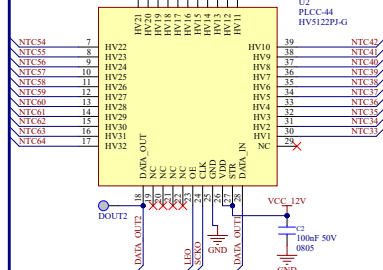 U2
PLCC-44
HV5122PJ-G
HV21
HV20
HV19
HV18
HV17
HV16
HV15
HV14
HV13
HV12
HV11
NTC54 7 HV22 HV10 39 NTC42
NTC55 8 HV23 HV9 38 NTC41
NTC56 9 HV24 HV8 37 NTC40
NTC57 10 HV25 HV7 36 NTC39
NTC58 11 HV26 HV6 35 NTC38
NTC59 12 HV27 HV5 34 NTC37
NTC60 13 HV28 HV4 33 NTC36
NTC61 14 HV29 HV3 32 NTC35
NTC62 15 HV30 HV2 31 NTC34
NTC63 16 HV31 HV1 30 NTC33
NTC64 17 HV32 NC 29
DATA_OUT
NC
NC
NC
NC
OE
CLK
GND
VDD
STR
DATA_IN
18
19
20
21
22
23
24
25
26
27
28
DOUT2
DATA_OUT2
LEO
SCKO
GND
DATA_OUT1
VCC_12V
C2
100nF 50V
0805
GND